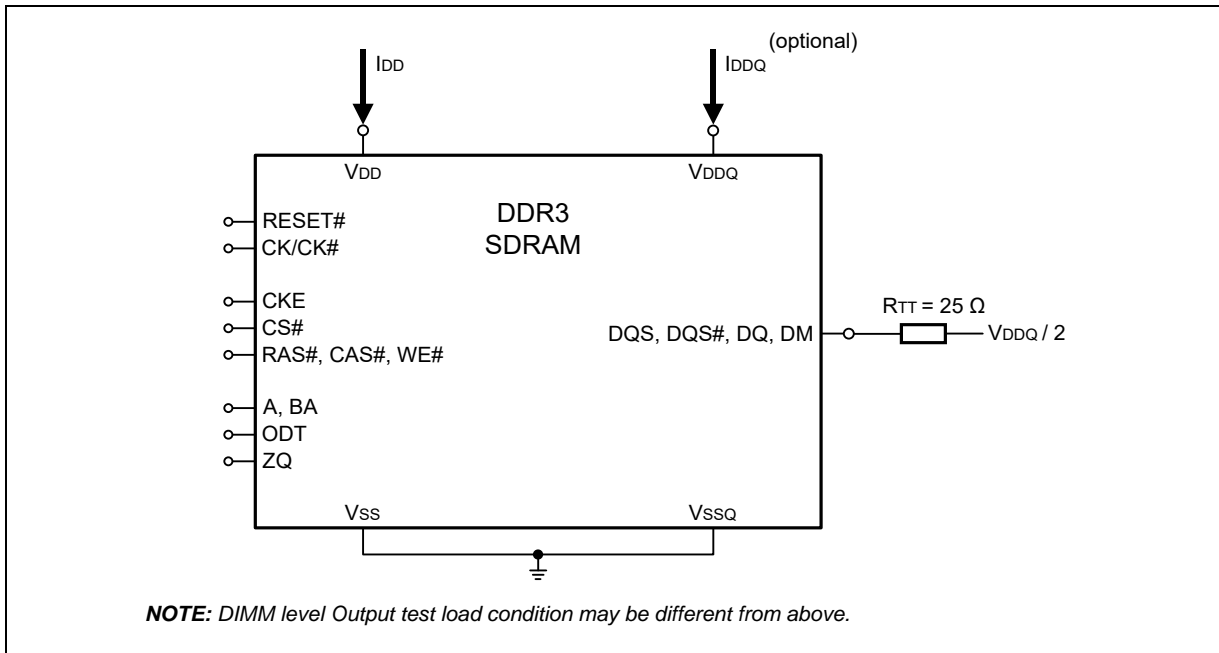 (optional)
IDD
IDDQ
VDD
VDDQ
RESET#
CK/CK#
DDR3
SDRAM
CKE
CS#
RAS#, CAS#, WE#
DQS, DQS#, DQ, DM
RTT = 25 Ω
VDDQ / 2
A, BA
ODT
ZQ
VSS
VSSQ
NOTE: DIMM level Output test load condition may be different from above.